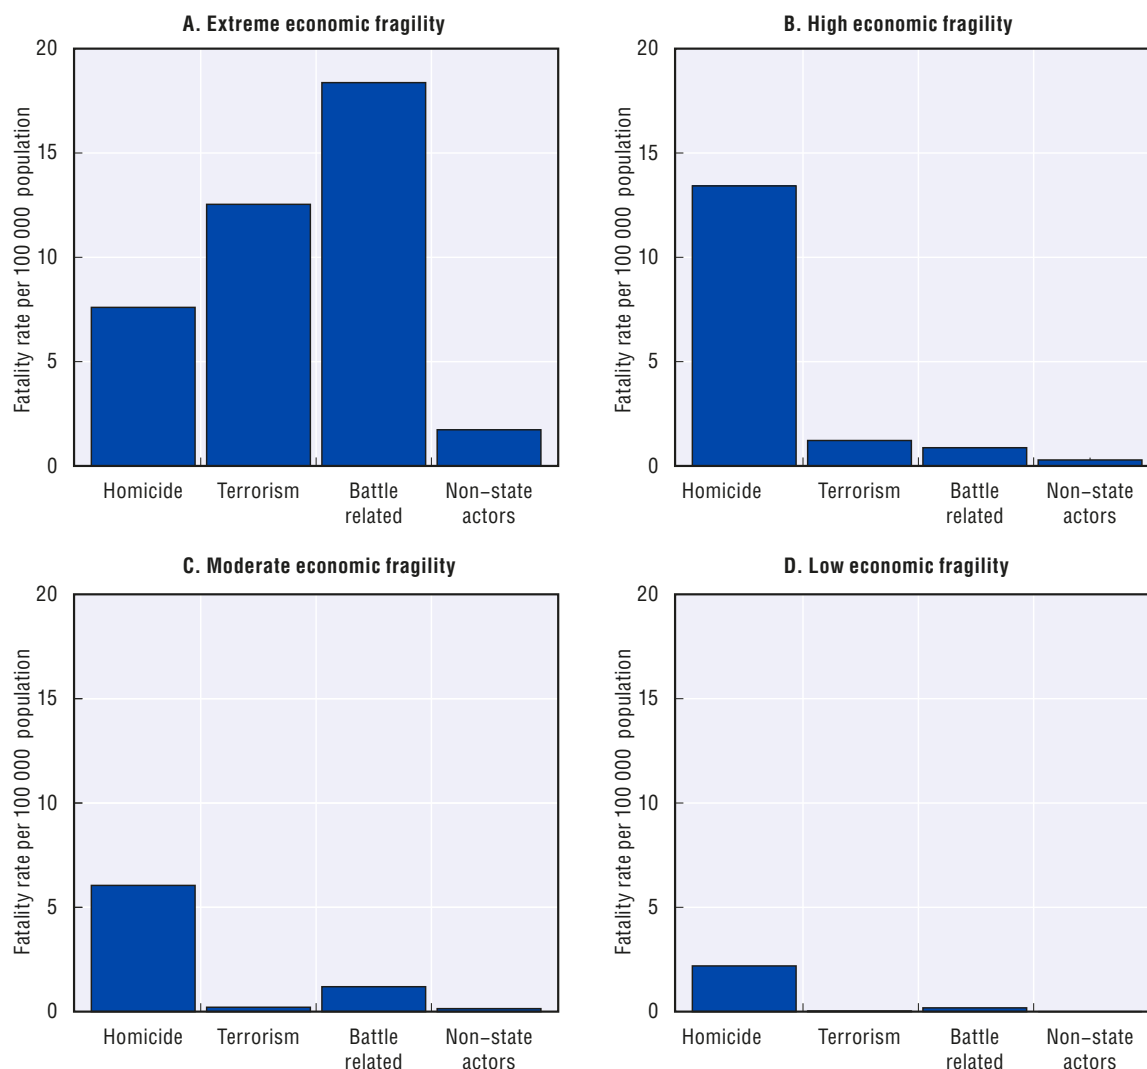 A. Extreme economic fragility
Fatality rate per 100 000 population
20
15
10
5
0
Homicide
Terrorism
Battle
related
Non–state
actors
B. High economic fragility
Fatality rate per 100 000 population
20
15
10
5
0
Homicide
Terrorism
Battle
related
Non–state
actors
C. Moderate economic fragility
Fatality rate per 100 000 population
20
15
10
5
0
Homicide
Terrorism
Battle
related
Non–state
actors
D. Low economic fragility
Fatality rate per 100 000 population
20
15
10
5
0
Homicide
Terrorism
Battle
related
Non–state
actors